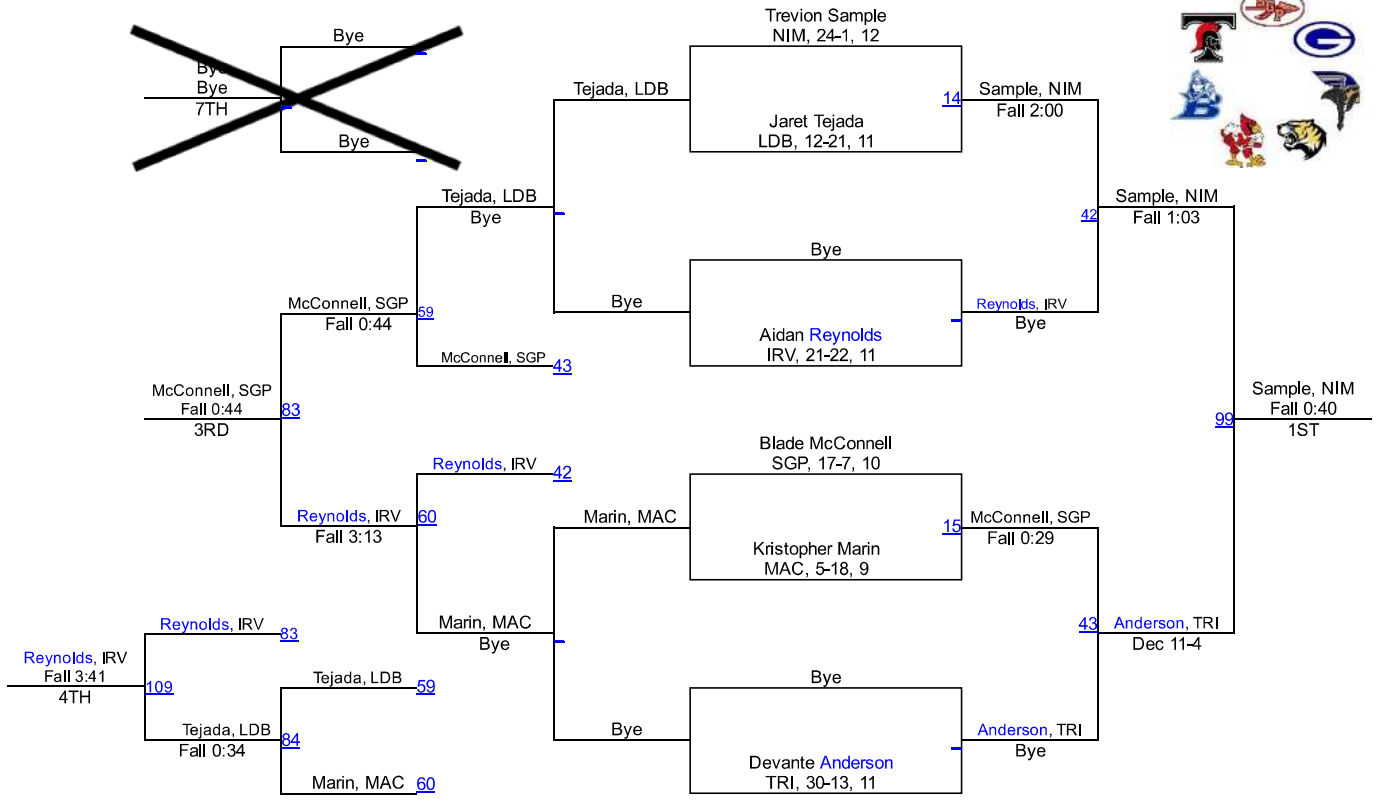 Bye
Bye
Bye
7TH
Bye
Trevion Sample
NIM, 24-1, 12
Tejada, LDB
14
Sample, NIM
Fall 2:00
Jaret Tejada
LDB, 12-21, 11
Tejada, LDB
Bye
42
Sample, NIM
Fall 1:03
Bye
McConnell, SGP
Fall 0:44
59
Bye
Reynolds, IRV
Bye
Aidan Reynolds
IRV, 21-22, 11
McConnell, SGP
43
McConnell, SGP
Fall 0:44
3RD
83
99
Sample, NIM
Fall 0:40
1ST
Blade McConnell
SGP, 17-7, 10
Reynolds, IRV
42
Reynolds, IRV
Fall 3:13
60
Marin, MAC
15
McConnell, SGP
Fall 0:29
Kristopher Marin
MAC, 5-18, 9
Marin, MAC
Bye
43
Anderson, TRI
Dec 11-4
Reynolds, IRV
83
Reynolds, IRV
Fall 3:41
4TH
109
Tejada, LDB
59
Bye
Tejada, LDB
Fall 0:34
84
Bye
Anderson, TRI
Bye
Devante Anderson
TRI, 30-13, 11
Marin, MAC
60
T
G
B